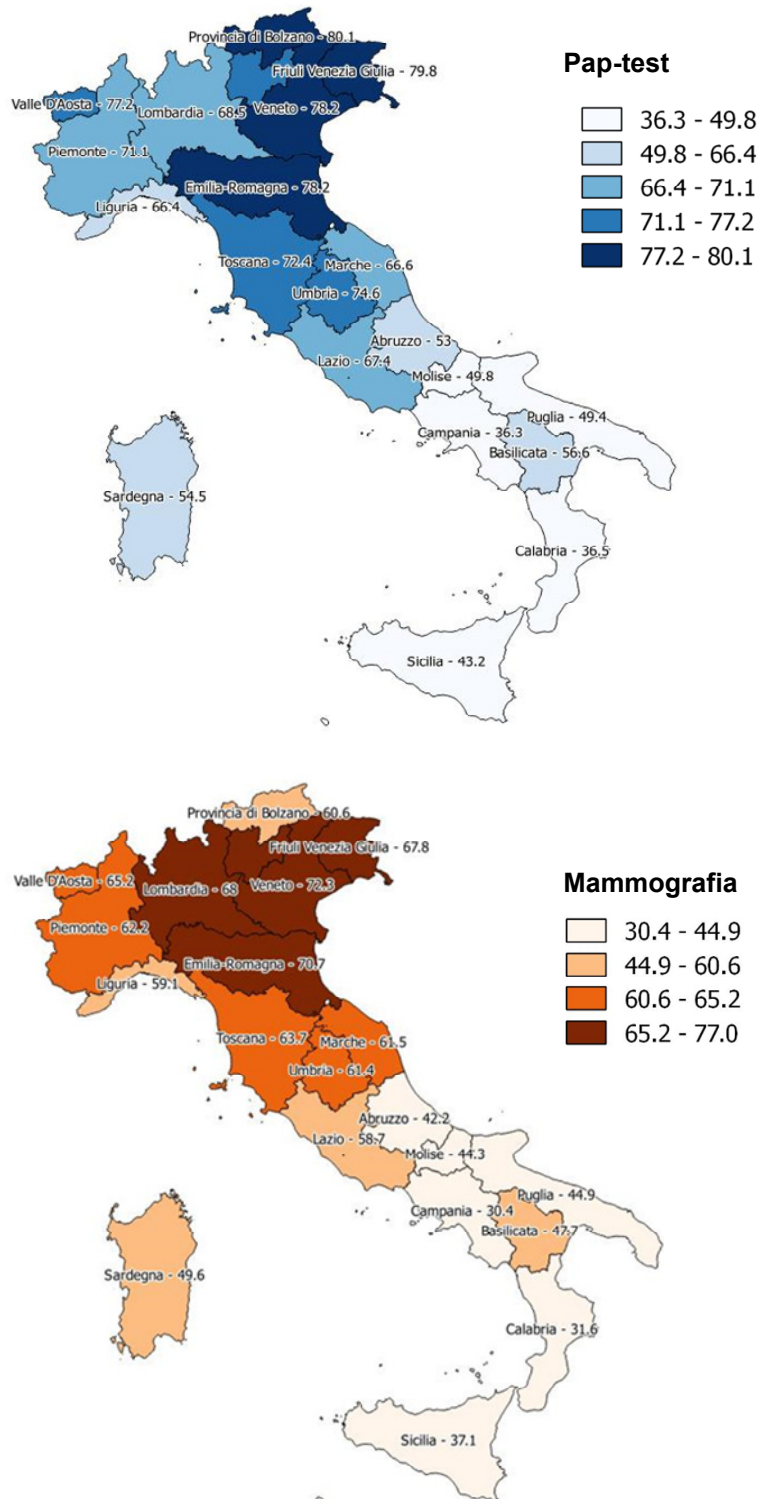 Provincia di Bolzano - 80.1
Friuli Venezia Giulia - 79.8
Valle D'Aosta - 77.2
Lombardia - 68.5
Veneto - 78.2
Piemonte - 71.1
Emilia-Romagna - 78.2
Liguria - 66.4
Toscana - 72.4
Marche - 66.6
Umbria - 74.6
Abruzzo - 53
Lazio - 67.4
Molise - 49.8
Puglia - 49.4
Campania - 36.3
Basilicata - 56.6
Sardegna - 54.5
Calabria - 36.5
Sicilia - 43.2
Pap-test
36.3 - 49.8
49.8 - 66.4
66.4 - 71.1
71.1 - 77.2
77.2 - 80.1
Provincia di Bolzano - 60.6
Friuli Venezia Giulia - 67.8
Valle D'Aosta - 65.2
Lombardia - 68
Veneto - 72.3
Piemonte - 62.2
Emilia-Romagna - 70.7
Liguria - 59.1
Toscana - 63.7
Marche - 61.5
Umbria - 61.4
Abruzzo - 42.2
Lazio - 58.7
Molise - 44.3
Puglia - 44.9
Campania - 30.4
Basilicata - 47.7
Sardegna - 49.6
Calabria - 31.6
Sicilia - 37.1
Mammografia
30.4 - 44.9
44.9 - 60.6
60.6 - 65.2
65.2 - 77.0